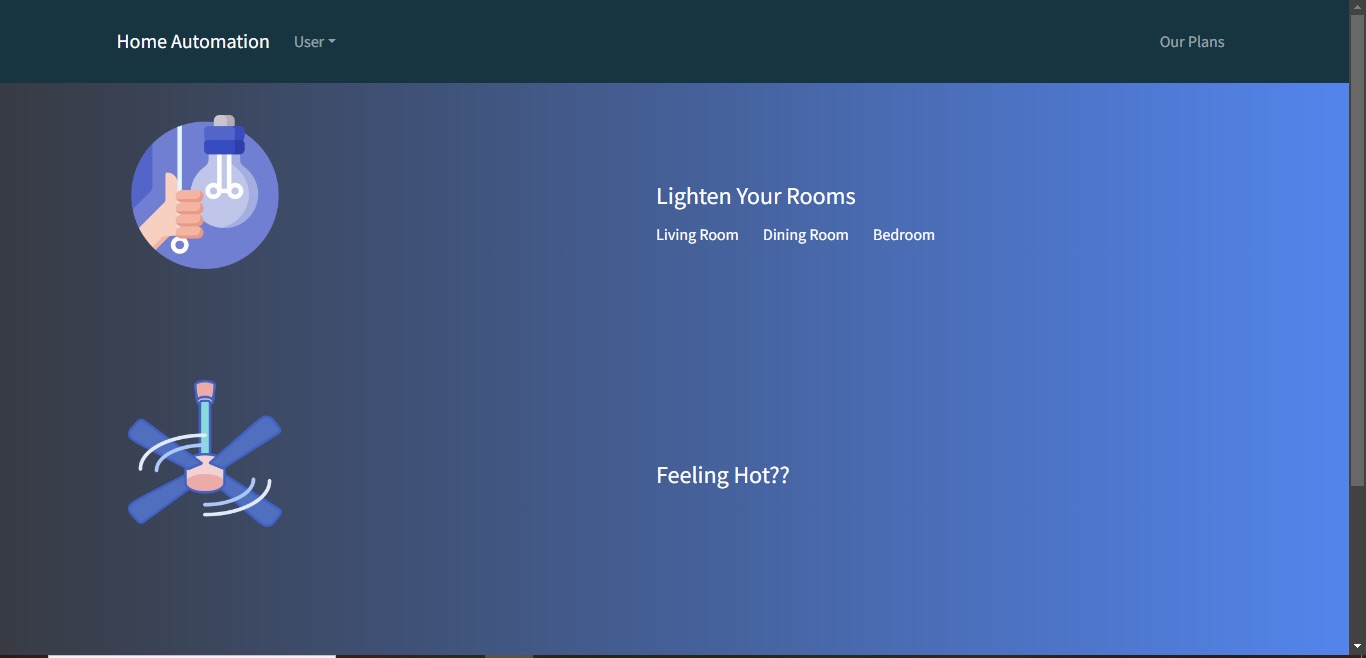 Home Automation User Our Plans
Lighten Your Rooms
Living Room Dining Room Bedroom
Feeling Hot??